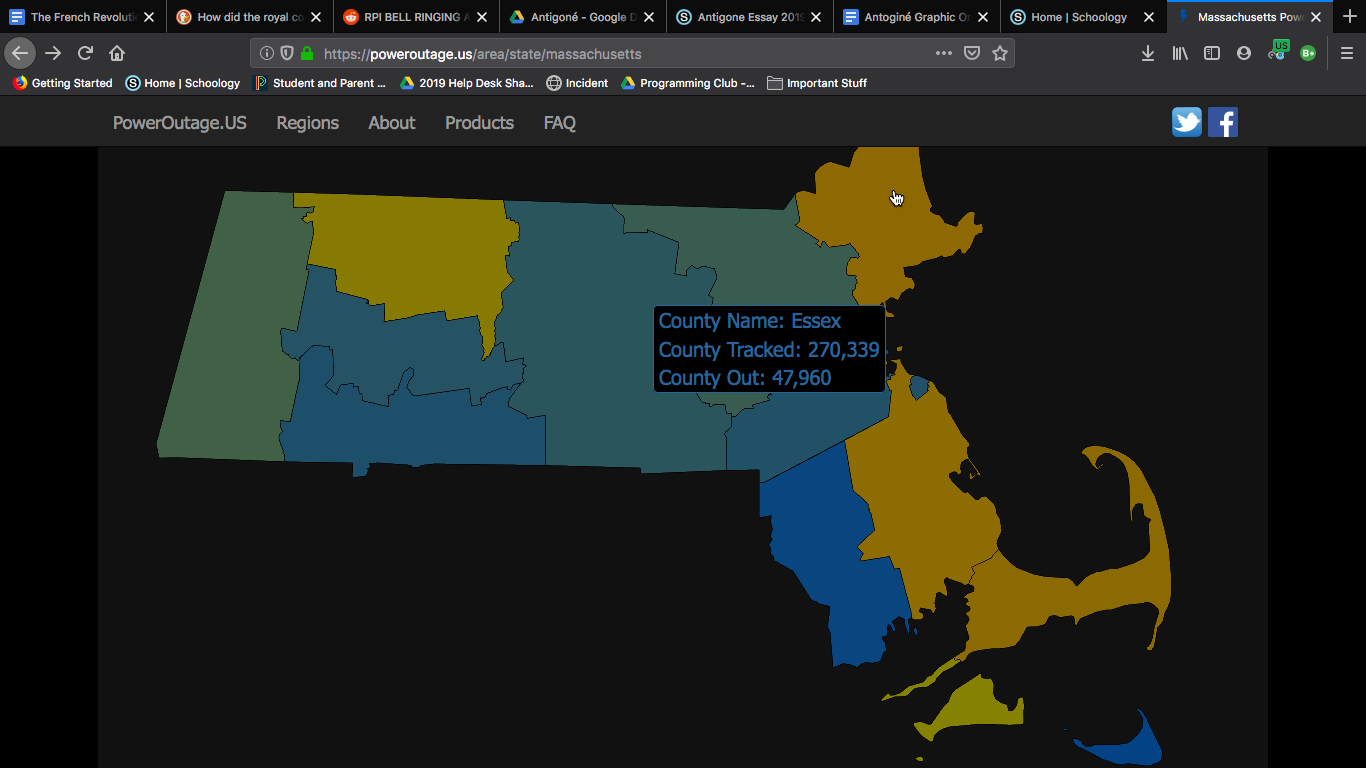 The French Revoluti
How did the royal co
RPI BELL RINGING A
Antigoné - Google D
Antigone Essay 2019
Antoginé Graphic Or
Home | Schoology
Massachusetts Pow
https://poweroutage.us/area/state/massachusetts
US
B+
Getting Started
Home | Schoology
Student and Parent ...
2019 Help Desk Sha...
Incident
Programming Club -...
Important Stuff
PowerOutage.US
Regions
About
Products
FAQ
County Name: Essex
County Tracked: 270,339
County Out: 47,960